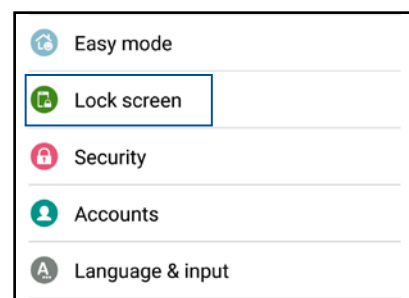 Easy mode
Lock screen
Security
Accounts
Language & input